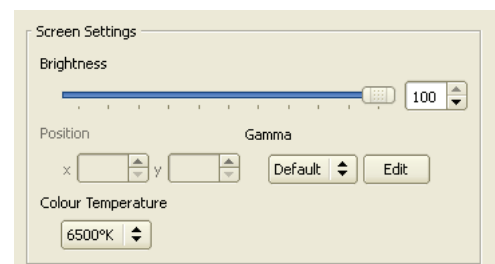 Screen Settings
Brightness
100
Position Gamma
x y Default Edit
Colour Temperature
6500°K